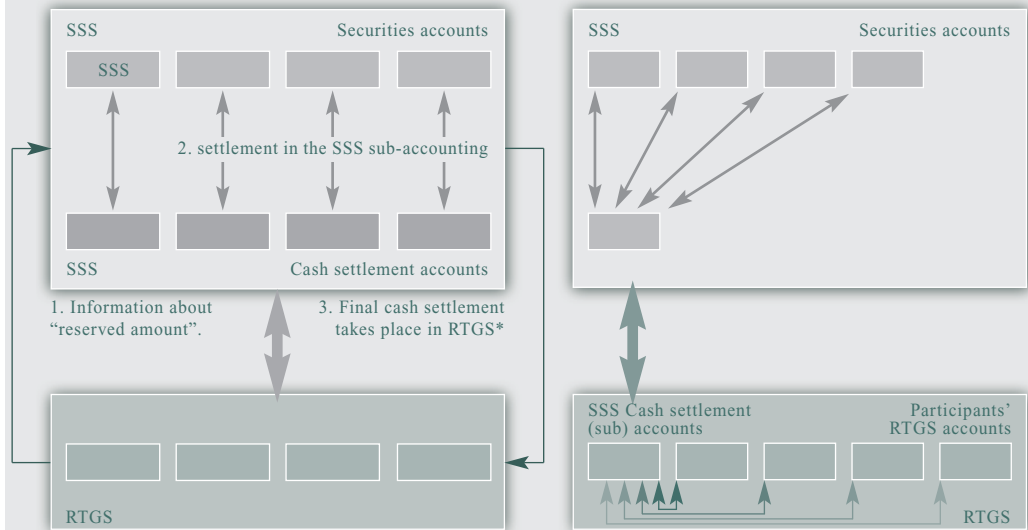 SSS Securities accounts
SSS
2. settlement in the SSS sub-accounting
SSS Cash settlement accounts
1. Information about
“reserved amount”.
3. Final cash settlement
takes place in RTGS*
RTGS
SSS Securities accounts
SSS Cash settlement
(sub) accounts
Participants’
RTGS accounts
RTGS